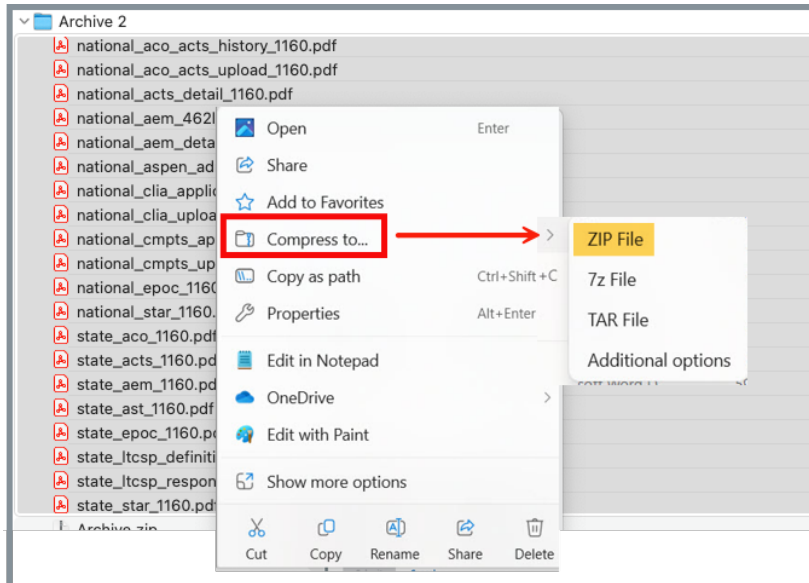 Archive 2
national_aco_acts_history_1160.pdf
national_aco_acts_upload_1160.pdf
national_acts_detail_1160.pdf
national_aem_462l
national_aem_deta
national_aspen_ad
national_clia_applic
national_clia_uploa
national_cmpts_ap
national_cmpts_up
national_epoc_1160
national_star_1160.
state_aco_1160.pdf
state_acts_1160.pd
state_aem_1160.pd
state_ast_1160.pdf
state_epoc_1160.pd
state_ltcsp_definiti
state_ltcsp_respon
state_star_1160.pdf
Archive.zip
Open Enter
Share
Add to Favorites
Compress to...
Copy as path Ctrl+Shift+C
Properties Alt+Enter
Edit in Notepad
OneDrive
Edit with Paint
Show more options
Cut Copy Rename Share Delete
ZIP File
7z File
TAR File
Additional options